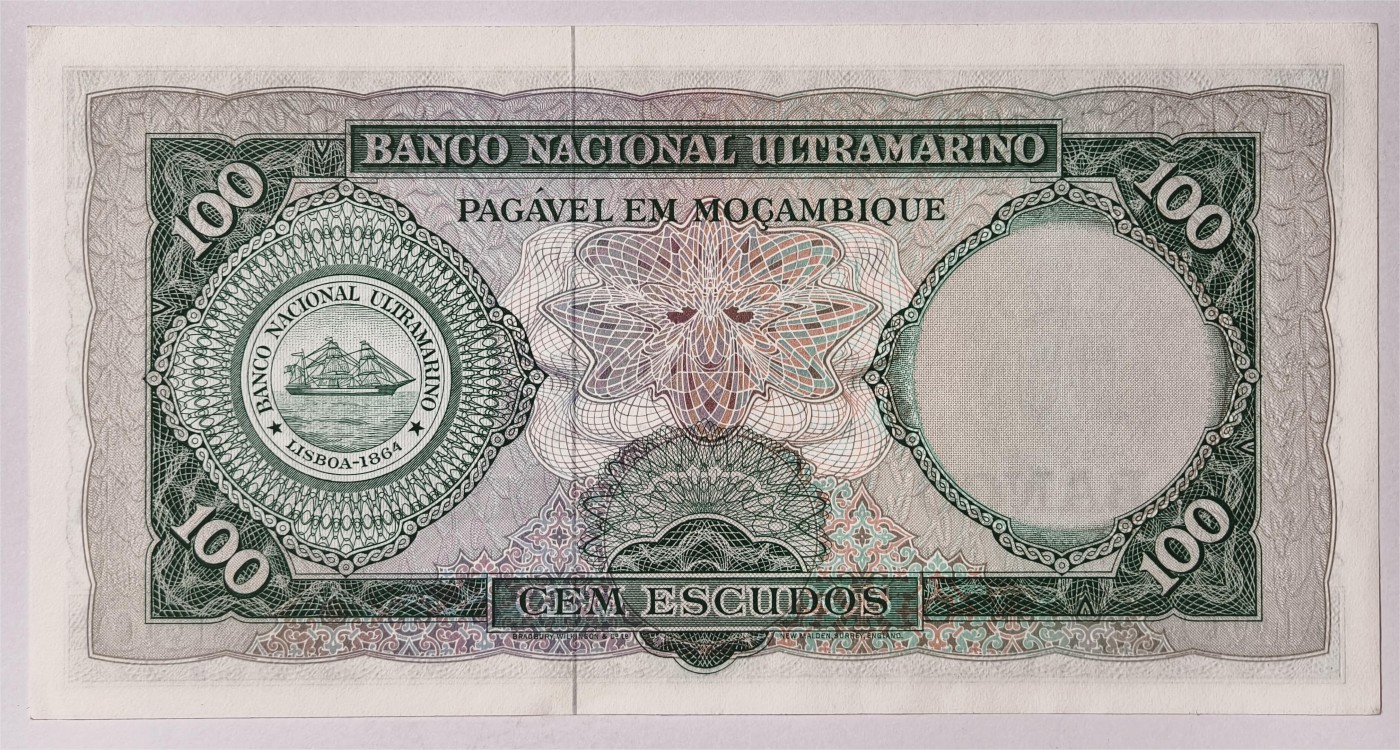 BANCO NACIONAL ULTRAMARINO
PAGÁVEL EM MOÇAMBIQUE
100
100
BANCO NACIONAL ULTRAMARINO
★ LISBOA-1864 ★
100
100
CEM ESCUDOS
BRADBURY, WILKINSON & Co. Ld. NEW MALDEN, SURREY, ENGLAND.